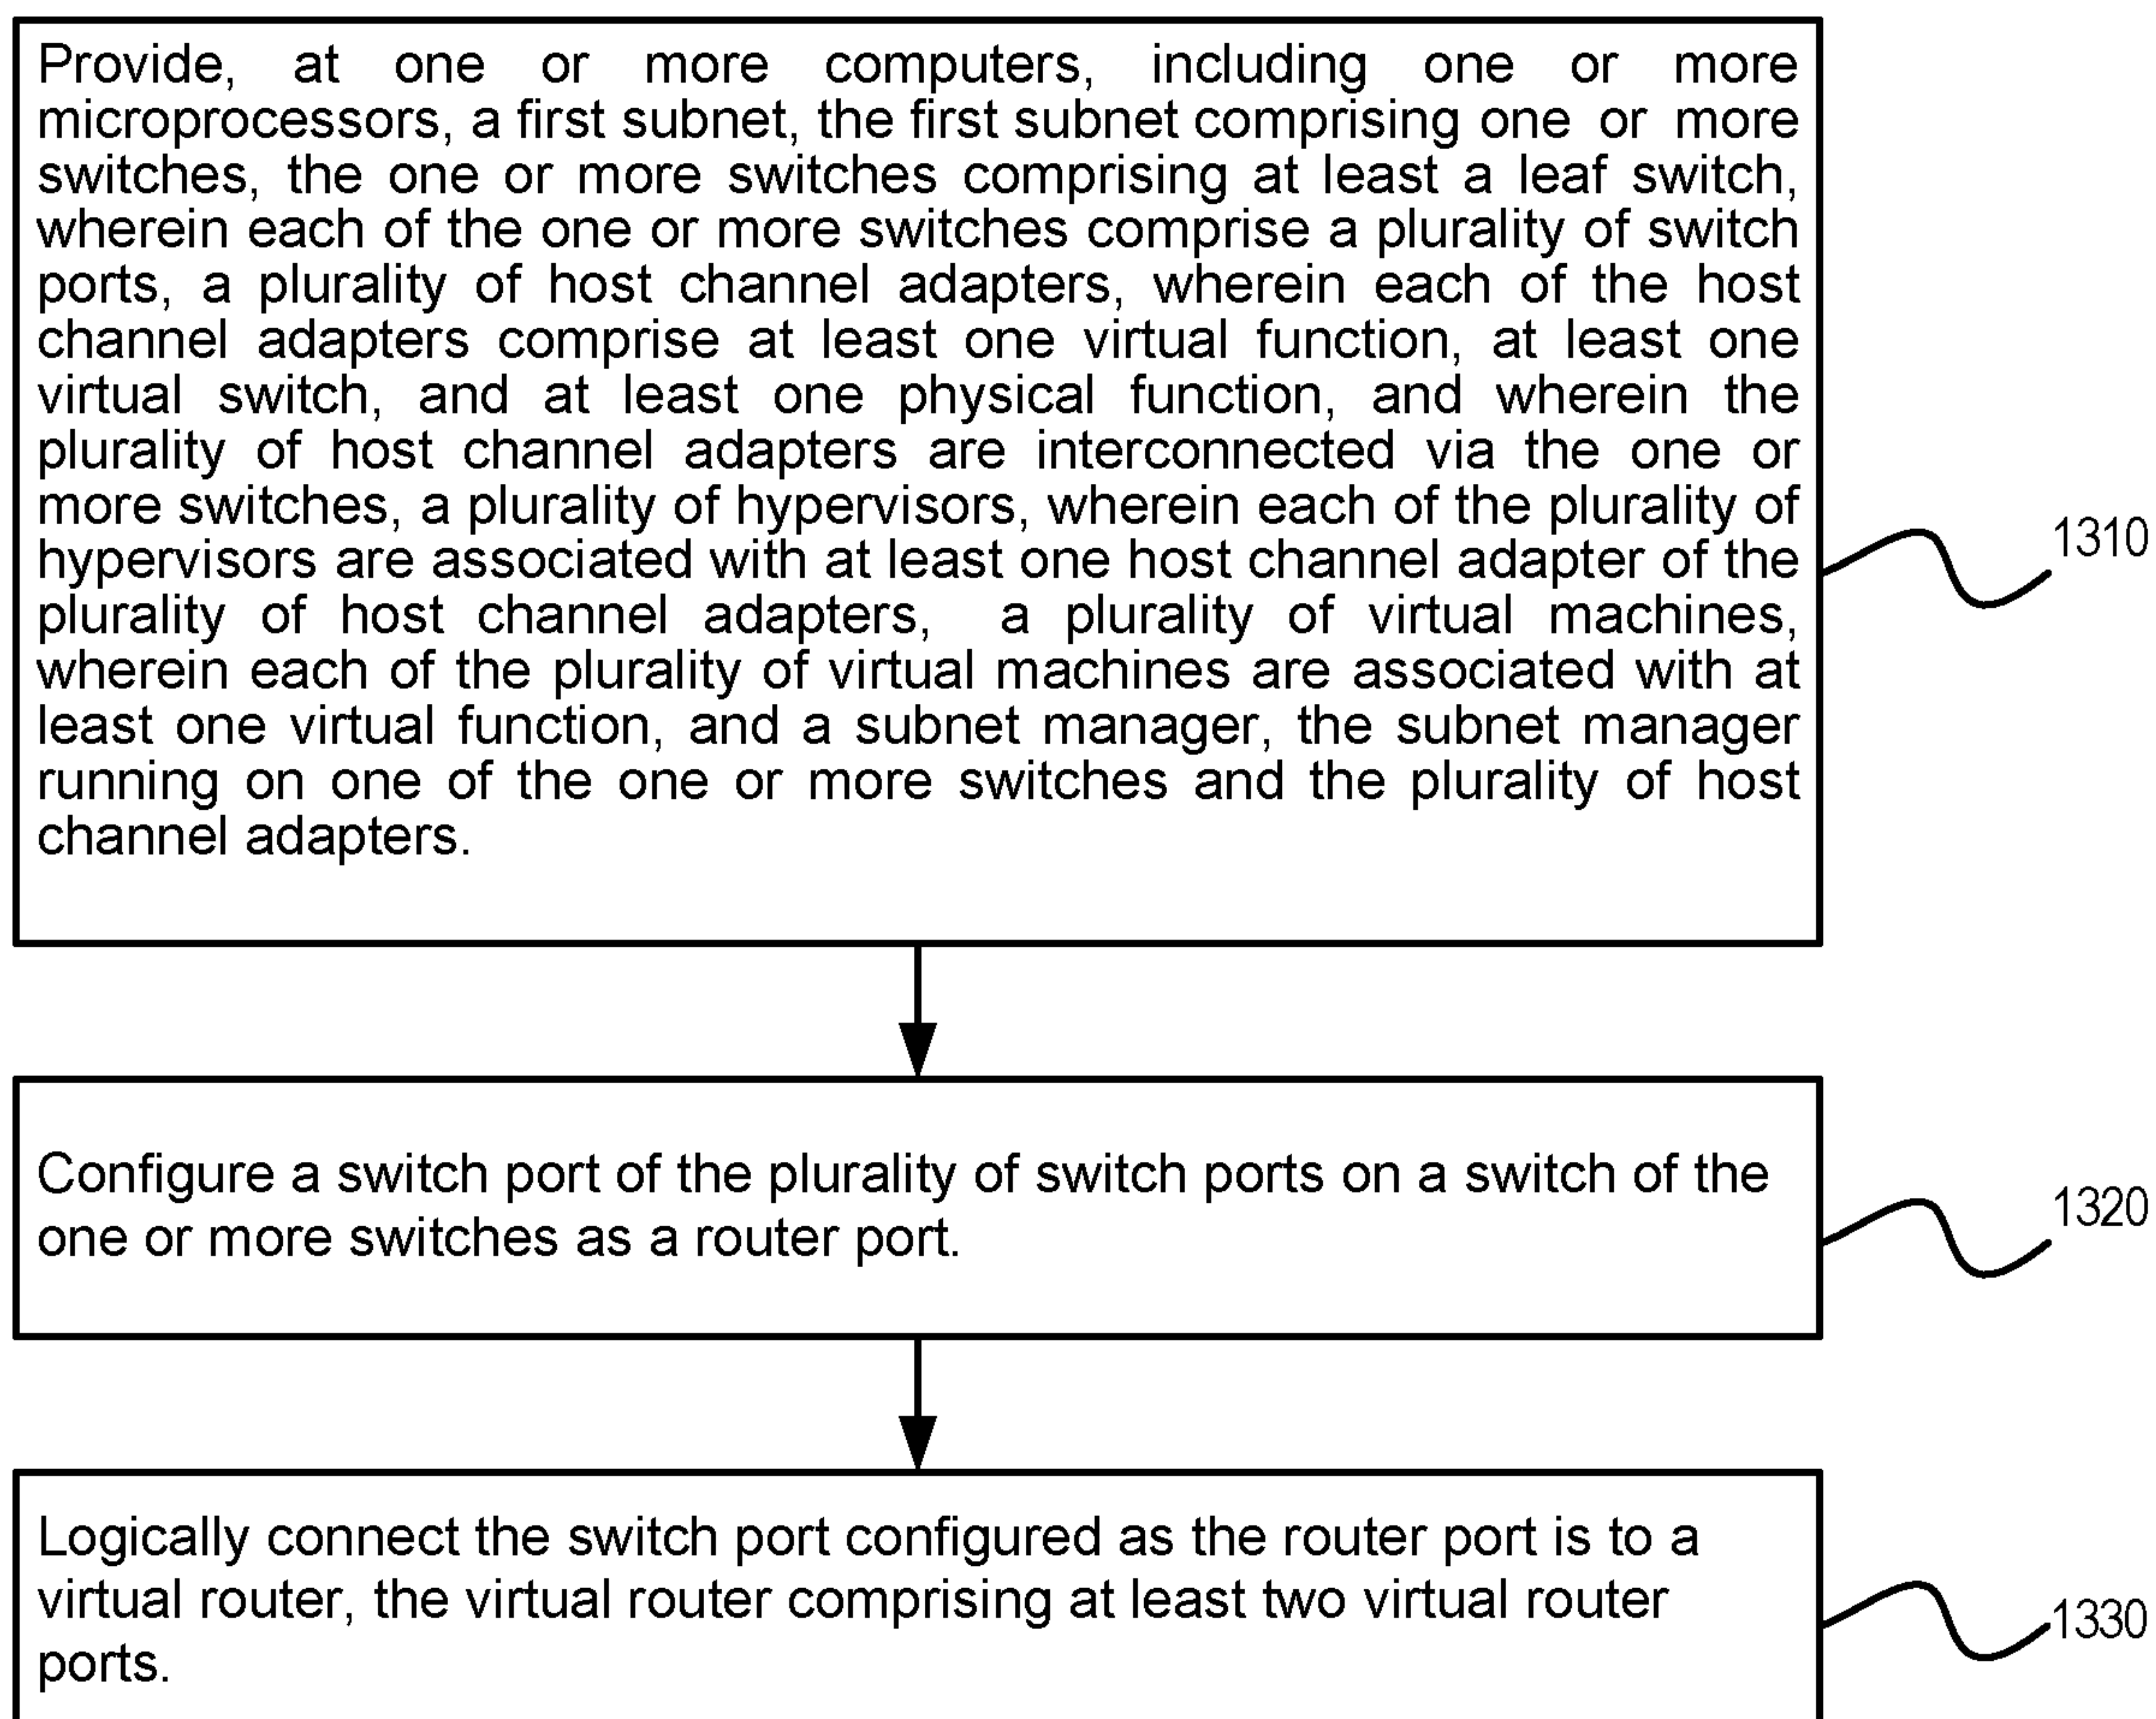 Provide, at one or more computers, including one or more
microprocessors, a first subnet, the first subnet comprising one or more
switches, the one or more switches comprising at least a leaf switch,
wherein each of the one or more switches comprise a plurality of switch
ports, a plurality of host channel adapters, wherein each of the host
channel adapters comprise at least one virtual function, at least one
virtual switch, and at least one physical function, and wherein the
plurality of host channel adapters are interconnected via the one or
more switches, a plurality of hypervisors, wherein each of the plurality of
hypervisors are associated with at least one host channel adapter of the
plurality of host channel adapters, a plurality of virtual machines,
wherein each of the plurality of virtual machines are associated with at
least one virtual function, and a subnet manager, the subnet manager
running on one of the one or more switches and the plurality of host
channel adapters.
1310
Configure a switch port of the plurality of switch ports on a switch of the
one or more switches as a router port.
1320
Logically connect the switch port configured as the router port is to a
virtual router, the virtual router comprising at least two virtual router
ports.
1330